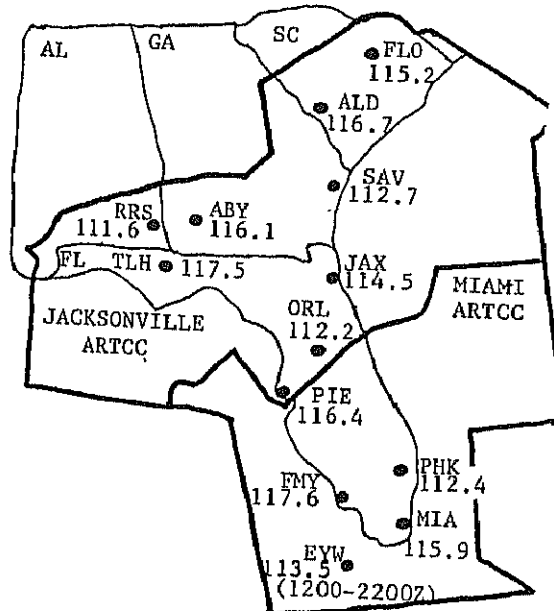 AL
GA
SC
FLO
115.2
ALD
116.7
SAV
112.7
RRS
111.6
ABY
116.1
FL
TLH
117.5
JAX
114.5
MIAMI
ARTCC
JACKSONVILLE
ARTCC
ORL
112.2
PIE
116.4
PHK
112.4
FMY
117.6
MIA
115.9
EYW
113.5
(1200-2200Z)